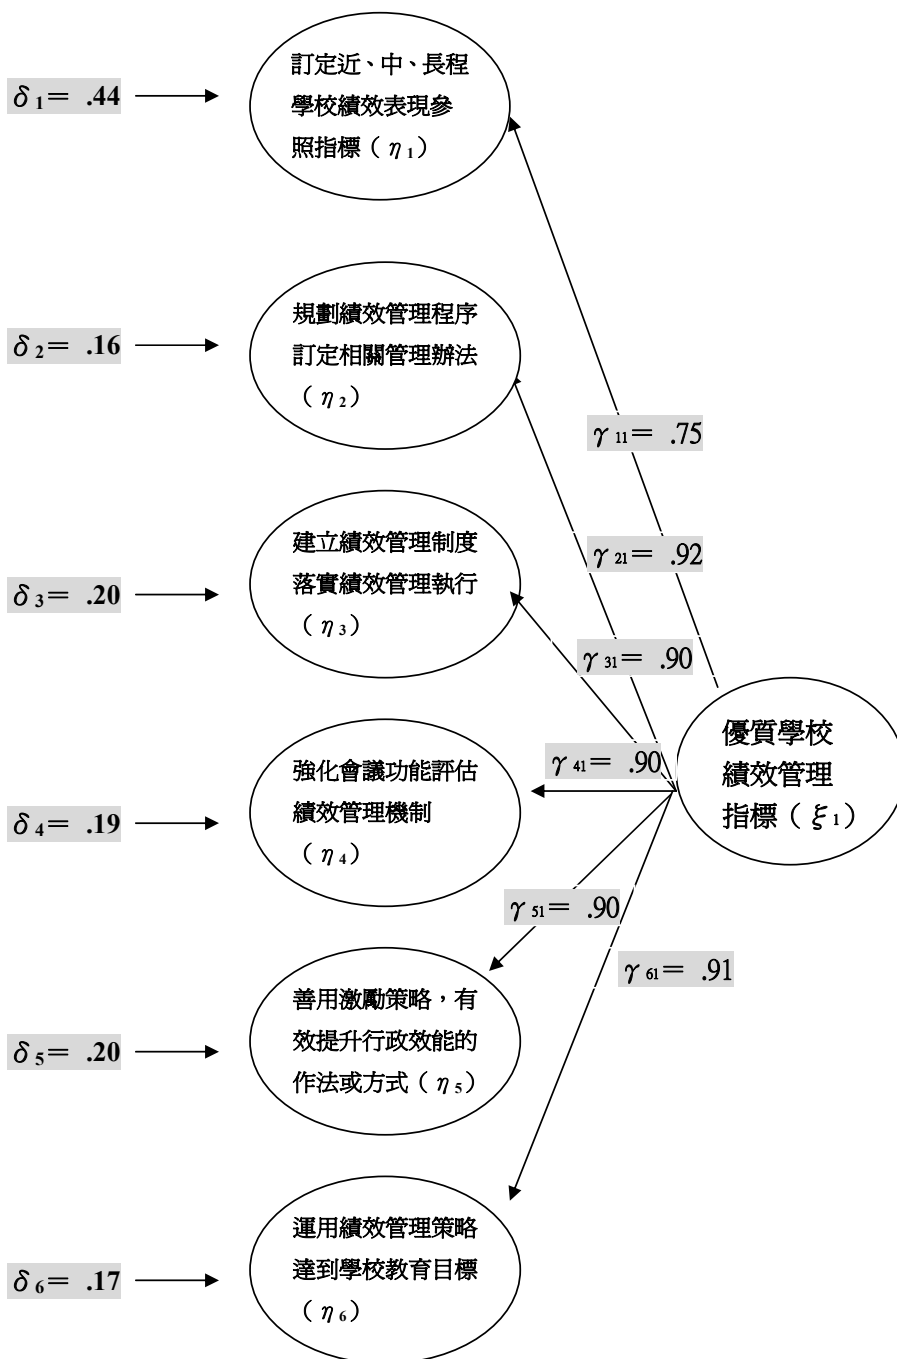 訂定近、中、長程
學校績效表現參
照指標（η1）
δ1＝ .44
規劃績效管理程序
訂定相關管理辦法
（η2）
δ2＝ .16
γ11＝ .75
建立績效管理制度
落實績效管理執行
（η3）
δ3＝ .20
γ21＝ .92
γ31＝ .90
優質學校
績效管理
指標（ξ1）
γ41＝ .90
強化會議功能評估
績效管理機制
（η4）
δ4＝ .19
γ51＝ .90
γ61＝ .91
善用激勵策略，有
效提升行政效能的
作法或方式（η5）
δ5＝ .20
運用績效管理策略
達到學校教育目標
（η6）
δ6＝ .17